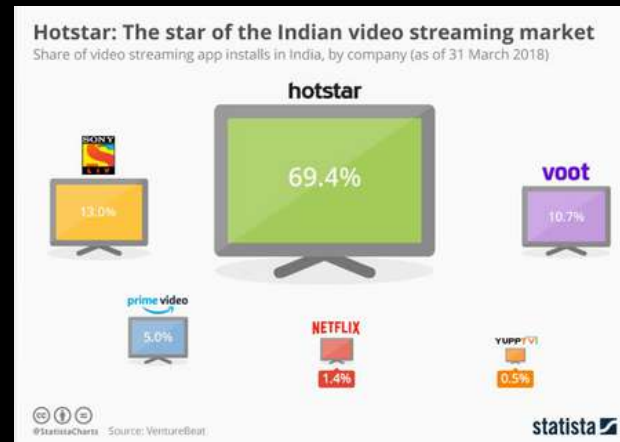 Hotstar: The star of the Indian video streaming market
Share of video streaming app installs in India, by company (as of 31 March 2018)
hotstar
69.4%
SONY
LIV
13.0%
voot
10.7%
prime video
5.0%
NETFLIX
1.4%
YUPPTV
0.5%
@StatistaCharts Source: VentureBeat
statista